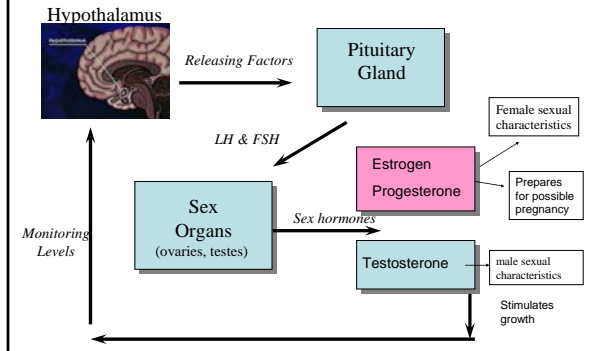 Hypothalamus
Hypothalamus
Releasing Factors
Pituitary
Gland
LH & FSH
Female sexual
characteristics
Estrogen
Progesterone
Prepares
for possible
pregnancy
Sex
Organs
(ovaries, testes)
Sex hormones
Monitoring
Levels
Testosterone
male sexual
characteristics
Stimulates
growth